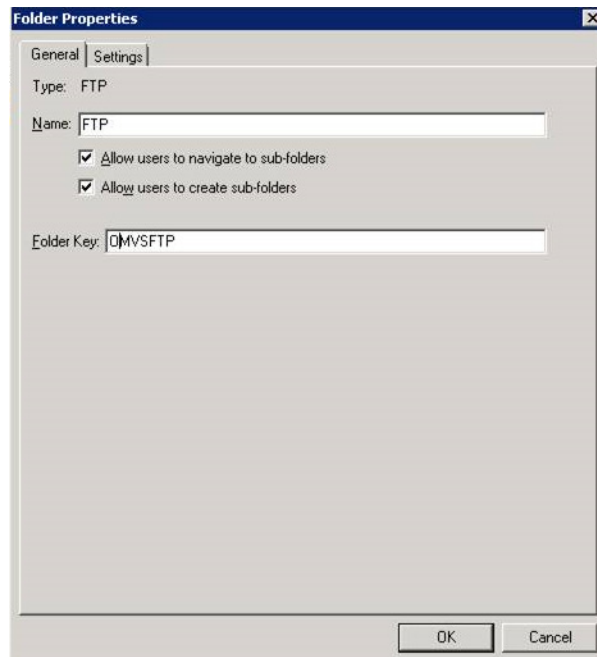 Folder Properties
General Settings
Type: FTP
Name: FTP
Allow users to navigate to sub-folders
Allow users to create sub-folders
Folder Key: OMVSFTP
OK Cancel